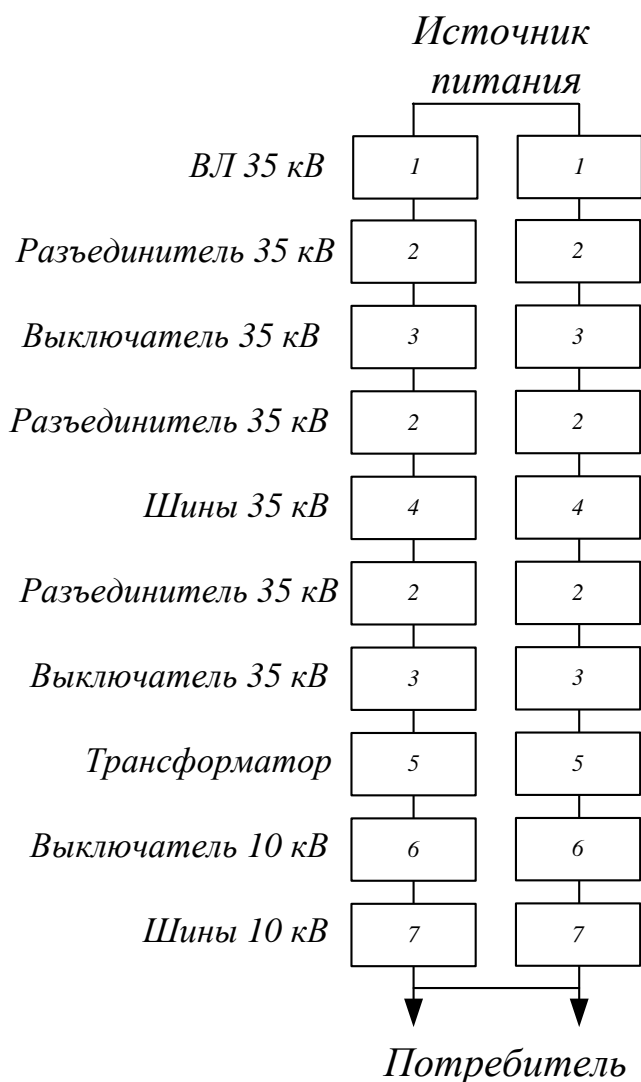 Источник
питания
ВЛ 35 кВ 1 1
Разъединитель 35 кВ 2 2
Выключатель 35 кВ 3 3
Разъединитель 35 кВ 2 2
Шины 35 кВ 4 4
Разъединитель 35 кВ 2 2
Выключатель 35 кВ 3 3
Трансформатор 5 5
Выключатель 10 кВ 6 6
Шины 10 кВ 7 7
Потребитель